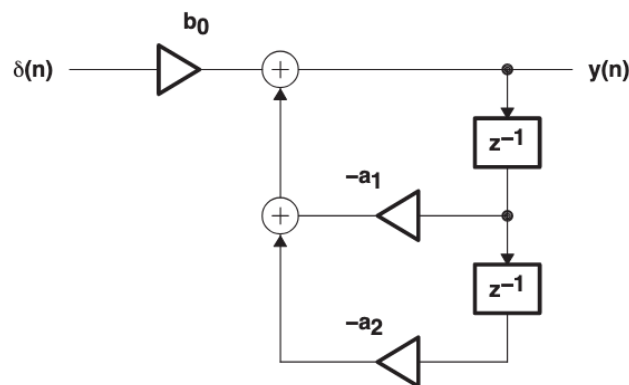 b₀
δ(n) + y(n)
z⁻¹
−a₁
+
z⁻¹
−a₂